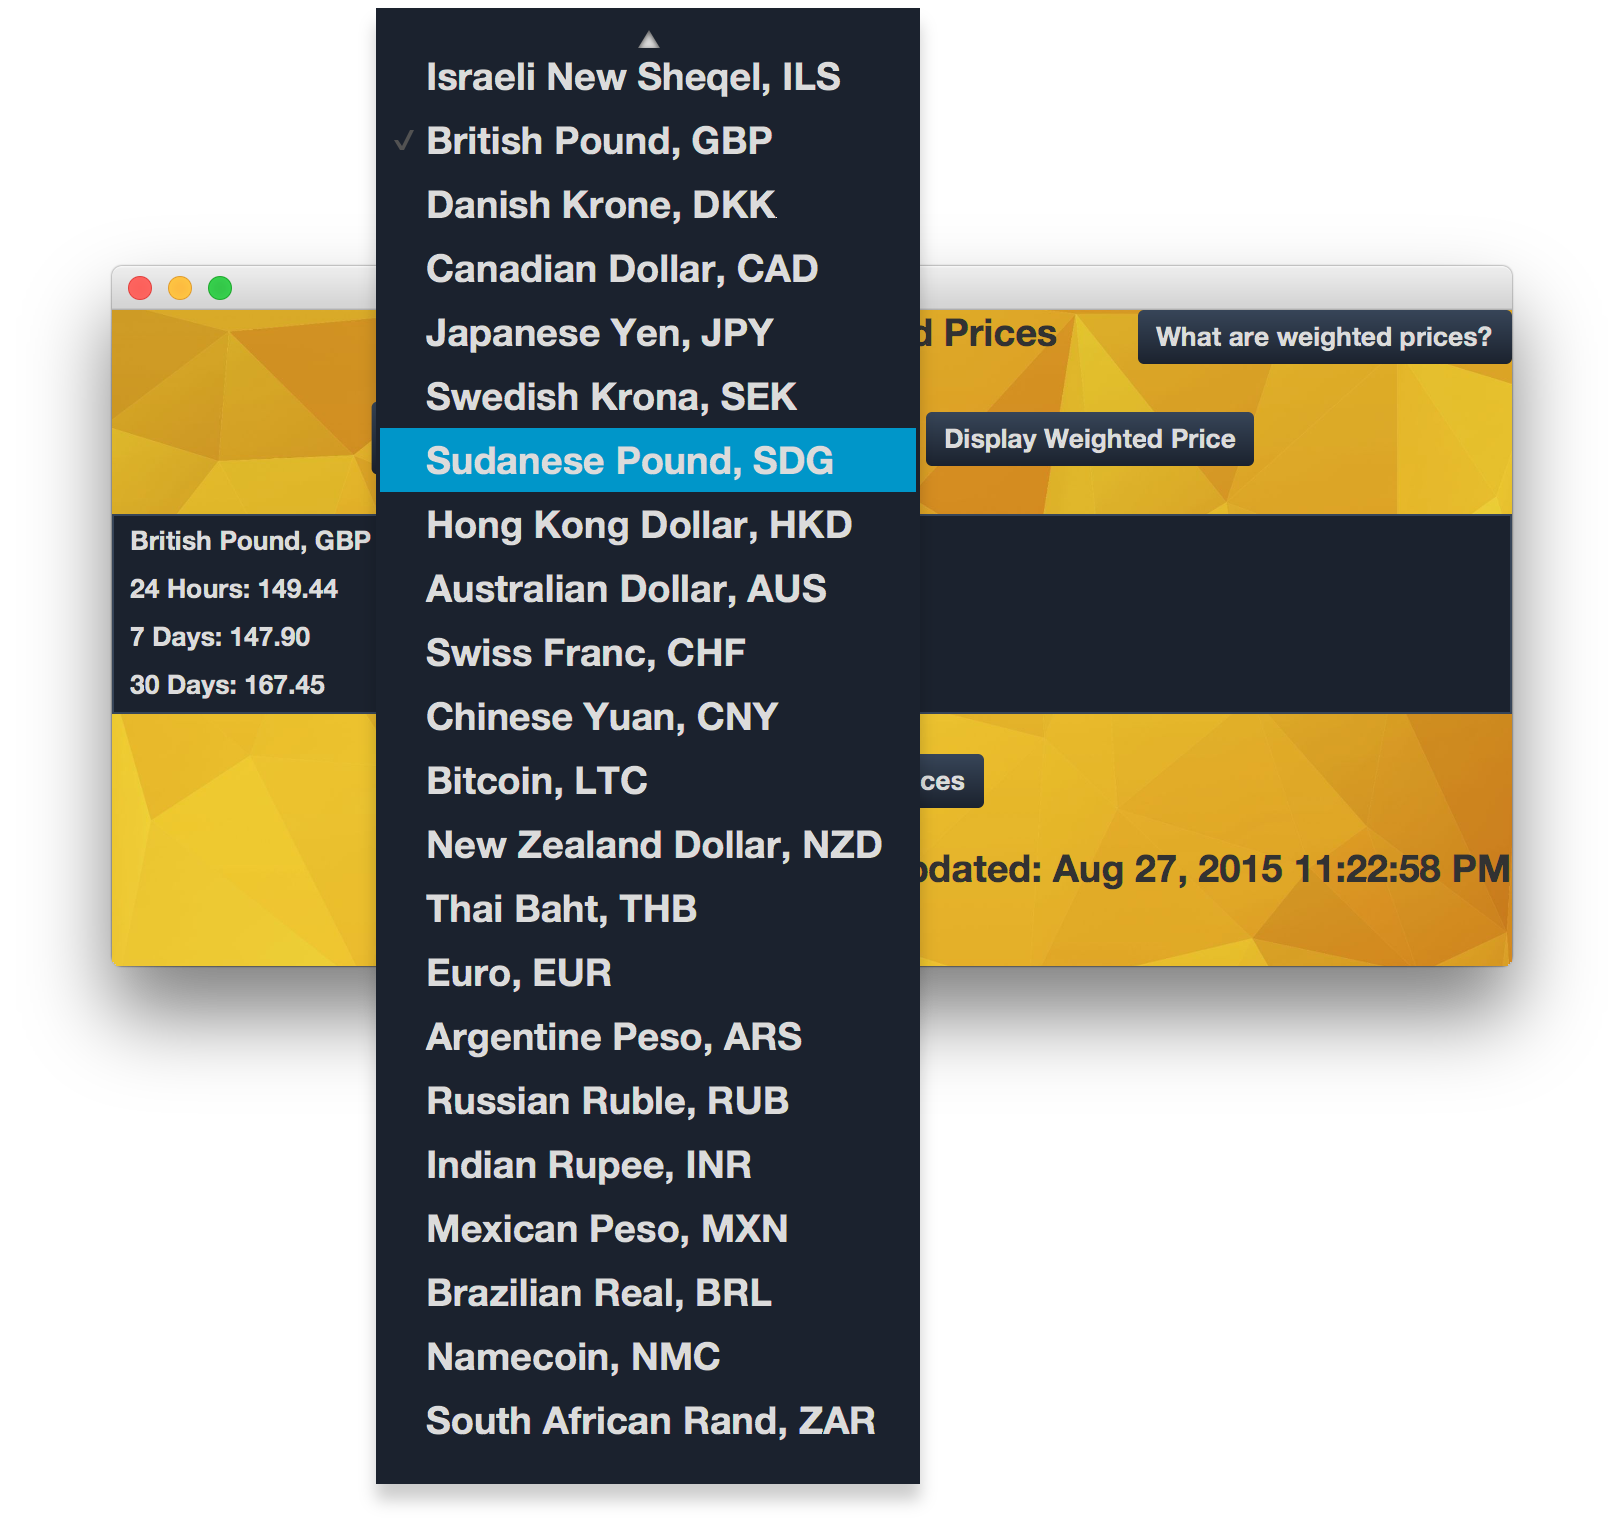 Israeli New Sheqel, ILS
British Pound, GBP
Danish Krone, DKK
Canadian Dollar, CAD
Japanese Yen, JPY
Swedish Krona, SEK
Sudanese Pound, SDG
Hong Kong Dollar, HKD
Australian Dollar, AUS
Swiss Franc, CHF
Chinese Yuan, CNY
Bitcoin, LTC
New Zealand Dollar, NZD
Thai Baht, THB
Euro, EUR
Argentine Peso, ARS
Russian Ruble, RUB
Indian Rupee, INR
Mexican Peso, MXN
Brazilian Real, BRL
Namecoin, NMC
South African Rand, ZAR
Prices
What are weighted prices?
Display Weighted Price
British Pound, GBP
24 Hours: 149.44
7 Days: 147.90
30 Days: 167.45
Aug 27, 2015 11:22:58 PM